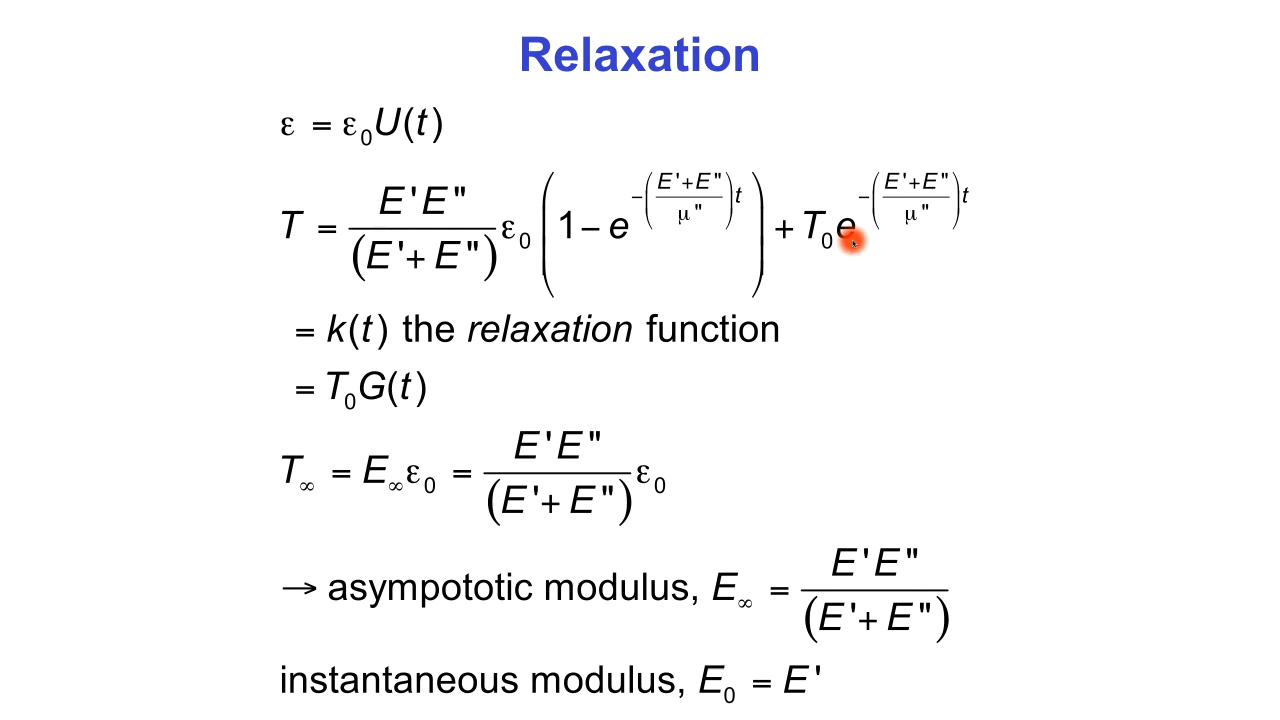 Relaxation
ε = ε₀U(t)
T = E'E" / (E'+ E") ε₀ (1 − e^(−((E'+E")/μ")t)) + T₀e^(−((E'+E")/μ")t)
= k(t) the relaxation function
= T₀G(t)
T∞ = E∞ε₀ = E'E" / (E'+ E") ε₀
→ asympototic modulus, E∞ = E'E" / (E'+ E")
instantaneous modulus, E₀ = E'